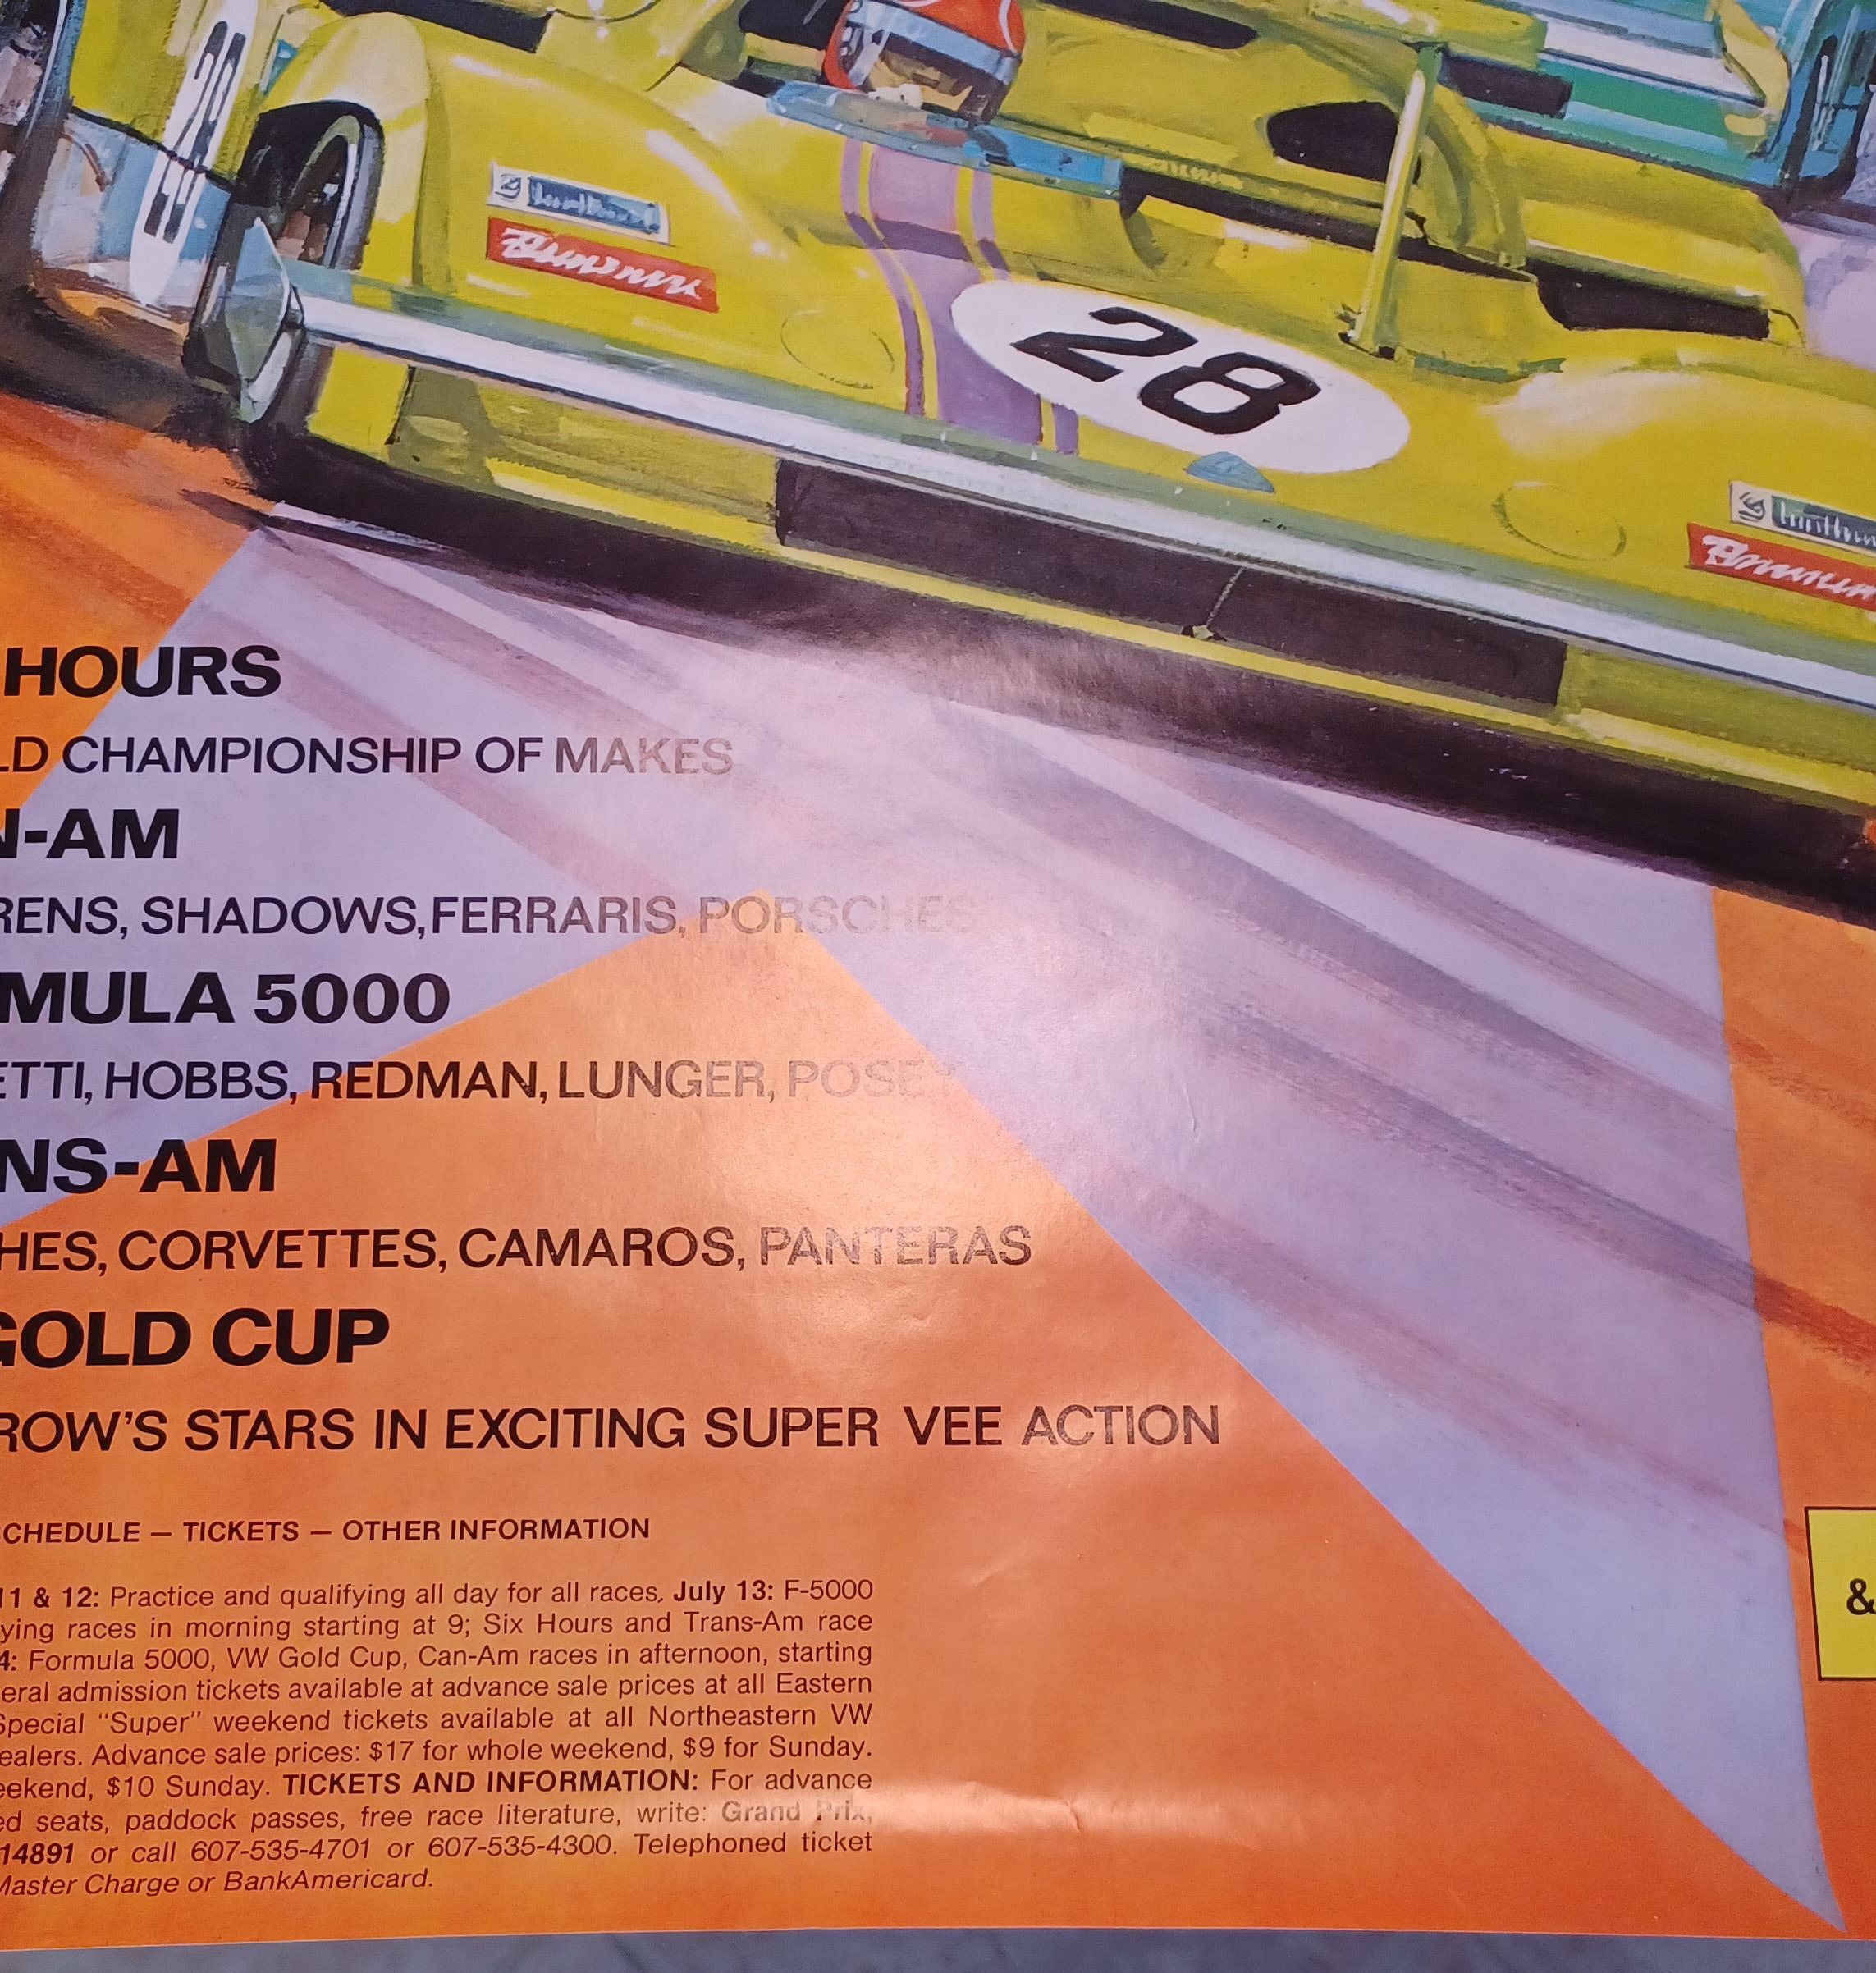 28
28
HOURS
LD CHAMPIONSHIP OF MAKES
N-AM
RENS, SHADOWS, FERRARIS, PORSCHES
MULA 5000
ETTI, HOBBS, REDMAN, LUNGER, POSEY
NS-AM
HES, CORVETTES, CAMAROS, PANTERAS
GOLD CUP
ROW'S STARS IN EXCITING SUPER VEE ACTION
SCHEDULE — TICKETS — OTHER INFORMATION
11 & 12: Practice and qualifying all day for all races. July 13: F-5000
ying races in morning starting at 9; Six Hours and Trans-Am race
4: Formula 5000, VW Gold Cup, Can-Am races in afternoon, starting
eral admission tickets available at advance sale prices at all Eastern
Special "Super" weekend tickets available at all Northeastern VW
ealers. Advance sale prices: $17 for whole weekend, $9 for Sunday.
eekend, $10 Sunday. TICKETS AND INFORMATION: For advance
ed seats, paddock passes, free race literature, write: Grand Prix,
14891 or call 607-535-4701 or 607-535-4300. Telephoned ticket
Master Charge or BankAmericard.
&